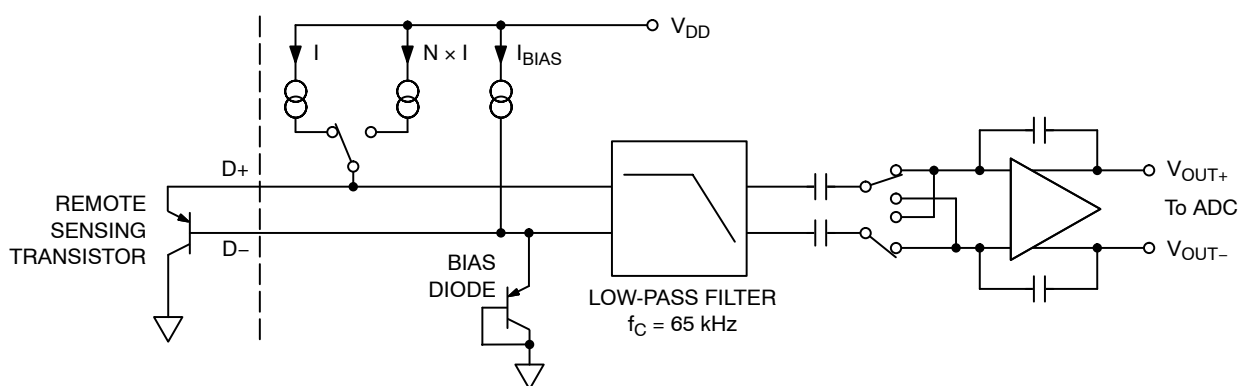 V_DD
I
N × I
I_BIAS
D+
REMOTE
SENSING
TRANSISTOR
D−
BIAS
DIODE
LOW-PASS FILTER
f_C = 65 kHz
V_OUT+
To ADC
V_OUT−